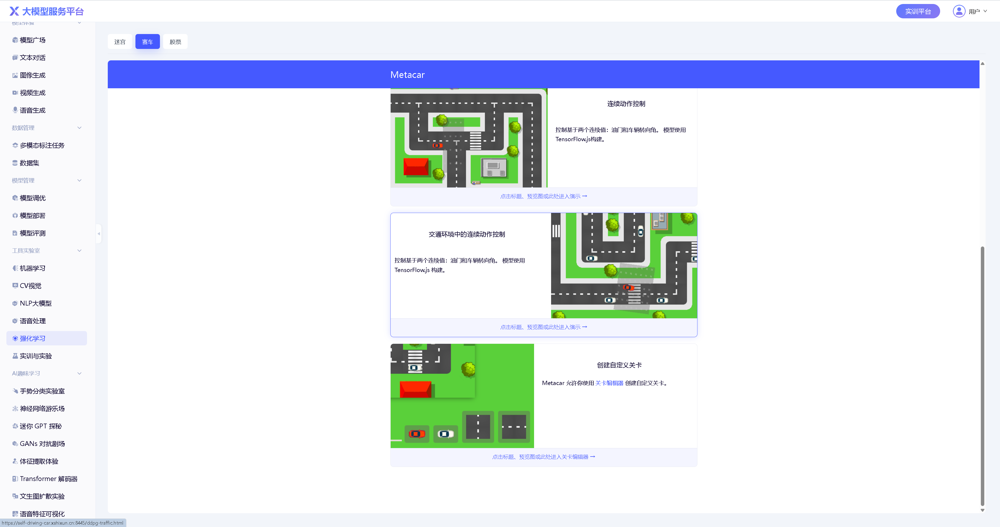 大模型服务平台
实训平台
用户
模型体验
模型广场
文本对话
图像生成
视频生成
语音生成
数据管理
多模态标注任务
数据集
模型管理
模型调优
模型部署
模型评测
工具实验室
机器学习
CV视觉
NLP大模型
语音处理
强化学习
实训与实验
AI趣味学习
手势分类实验室
神经网络游乐场
迷你 GPT 探秘
GANs 对抗剧场
体征提取体验
Transformer 解码器
文生图扩散实验
语音特征可视化
https://self-driving-car.xshixun.cn:8445/ddpg-traffic.html
迷宫
赛车
股票
Metacar
连续动作控制
控制基于两个连续值：油门和车辆转向角。 模型使用
TensorFlow.js构建。
点击标题、预览图或此处进入演示 →
交通环境中的连续动作控制
控制基于两个连续值：油门和车辆转向角。 模型使用
TensorFlow.js 构建。
点击标题、预览图或此处进入演示 →
创建自定义关卡
Metacar 允许你使用 关卡编辑器 创建自定义关卡。
点击标题、预览图或此处进入关卡编辑器 →